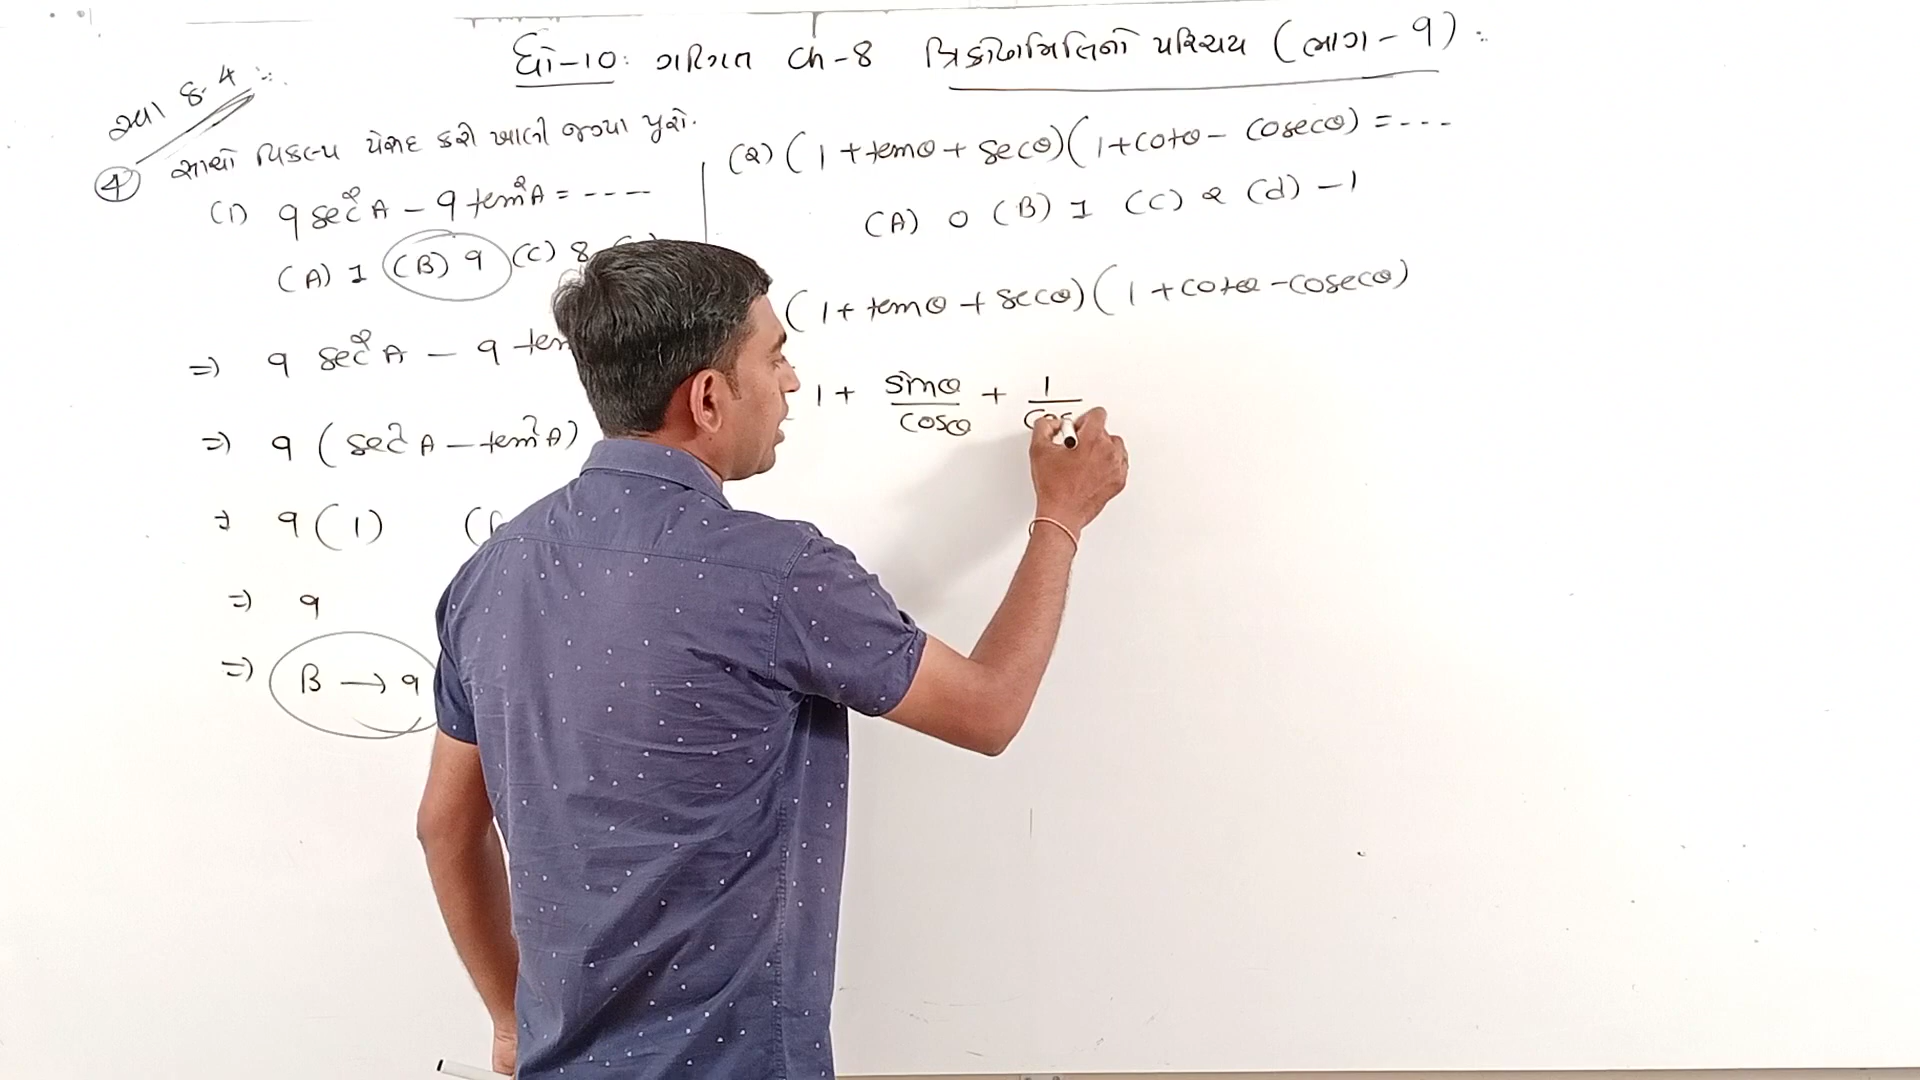 ધો-10: ગણિત Ch-8 ત્રિકોણમિતિનો પરિચય (ભાગ-9)
સ્વા 8.4
④ સાચો વિકલ્પ પસંદ કરી ખાલી જગ્યા પૂરો.
(1) 9 sec²A - 9 tan²A = ----
(A) 1 (B) 9 (C) 8
=) 9 sec²A - 9 tan
=) 9 (sec²A - tan²A)
=) 9 (1)
=) 9
=) B → 9
(2) (1 + tanθ + secθ)(1 + cotθ - cosecθ) = ---
(A) 0 (B) 1 (C) 2 (d) -1
(1 + tanθ + secθ)(1 + cotθ - cosecθ)
1 + sinθ/cosθ + 1/cos